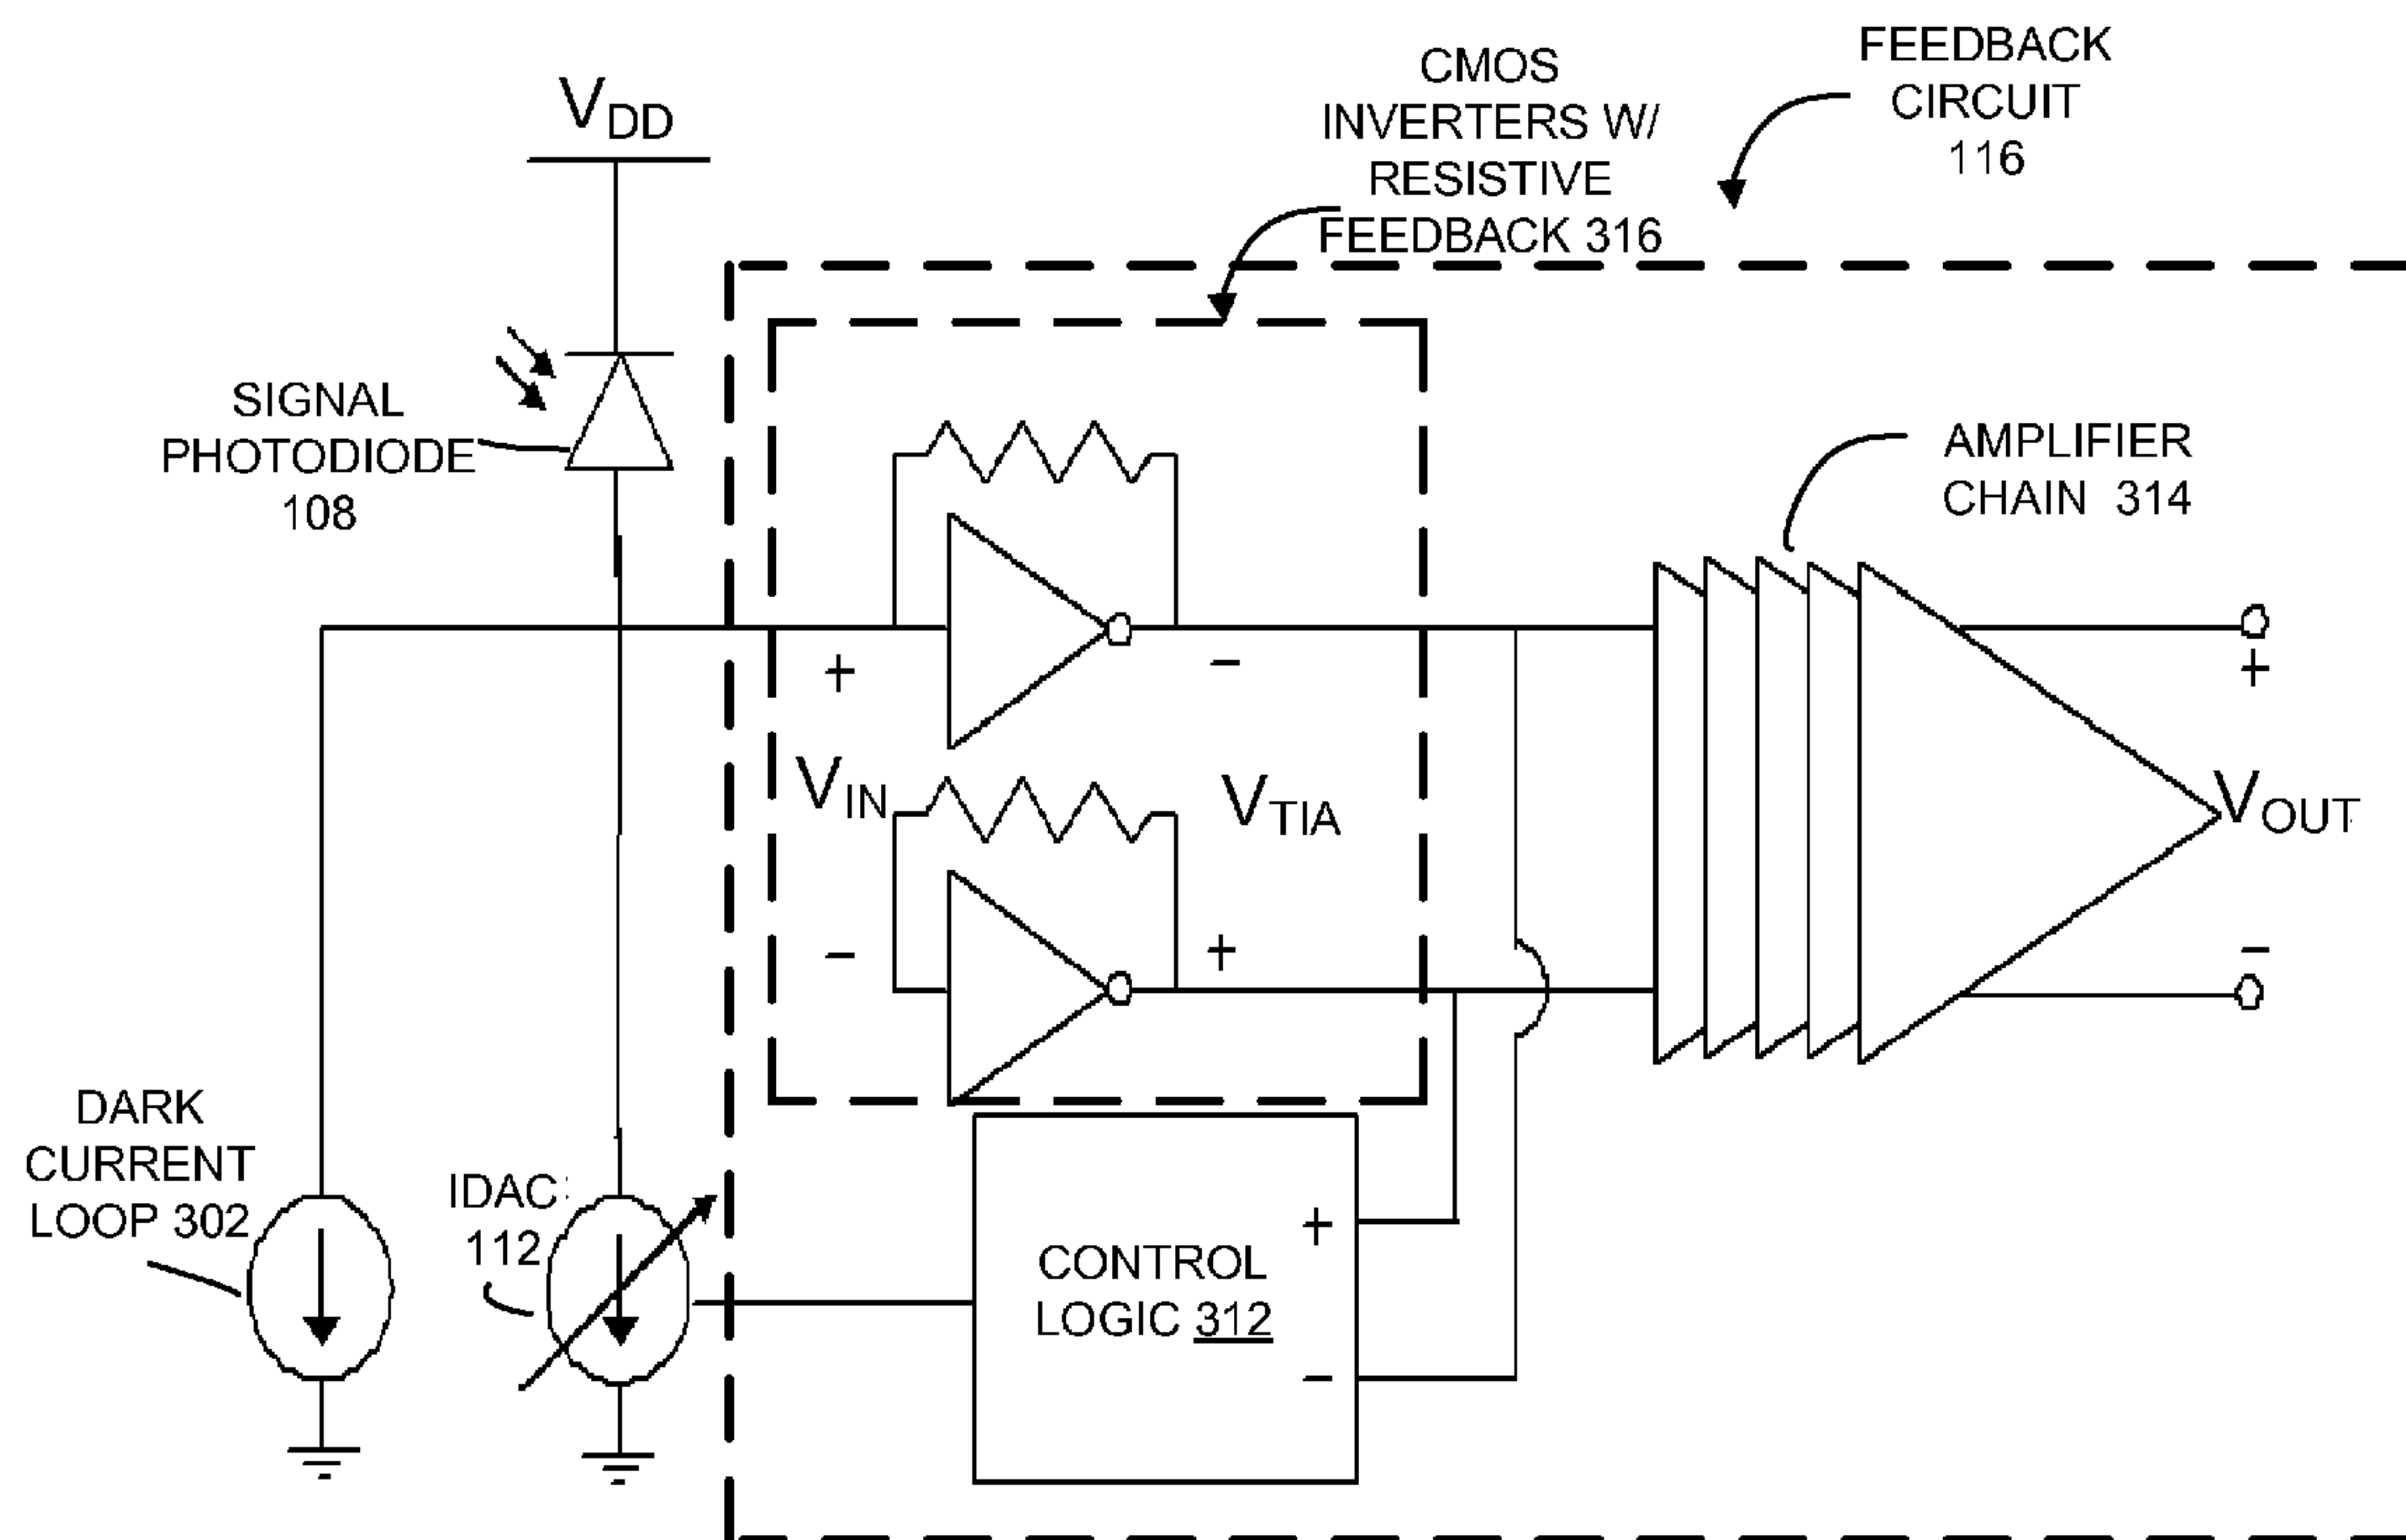 FEEDBACK
CIRCUIT
116
CMOS
INVERTERS W/
RESISTIVE
FEEDBACK 316
VDD
SIGNAL
PHOTODIODE
108
AMPLIFIER
CHAIN 314
+
−
+
VIN
VTIA
VOUT
−
+
−
DARK
CURRENT
LOOP 302
IDAC
112
CONTROL
LOGIC 312
+
−